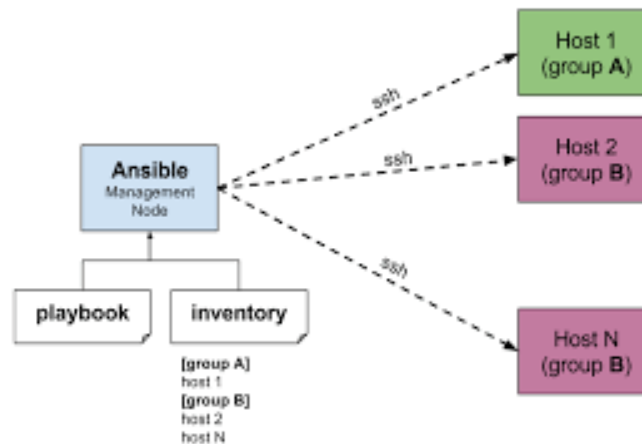 Host 1
(group A)
ssh
Host 2
(group B)
ssh
Ansible
Management
Node
ssh
playbook
inventory
Host N
(group B)
[group A]
host 1
[group B]
host 2
host N